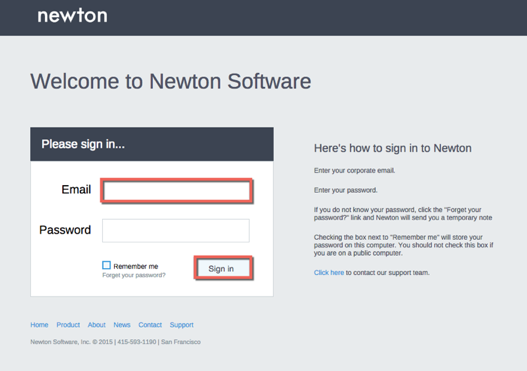 newton
Welcome to Newton Software
Please sign in...
Email
Password
Remember me
Forget your password?
Sign in
Here's how to sign in to Newton
Enter your corporate email.
Enter your password.
If you do not know your password, click the "Forget your
password?" link and Newton will send you a temporary note
Checking the box next to "Remember me" will store your
password on this computer. You should not check this box if
you are on a public computer.
Click here to contact our support team.
Home Product About News Contact Support
Newton Software, Inc. © 2015 | 415-593-1190 | San Francisco